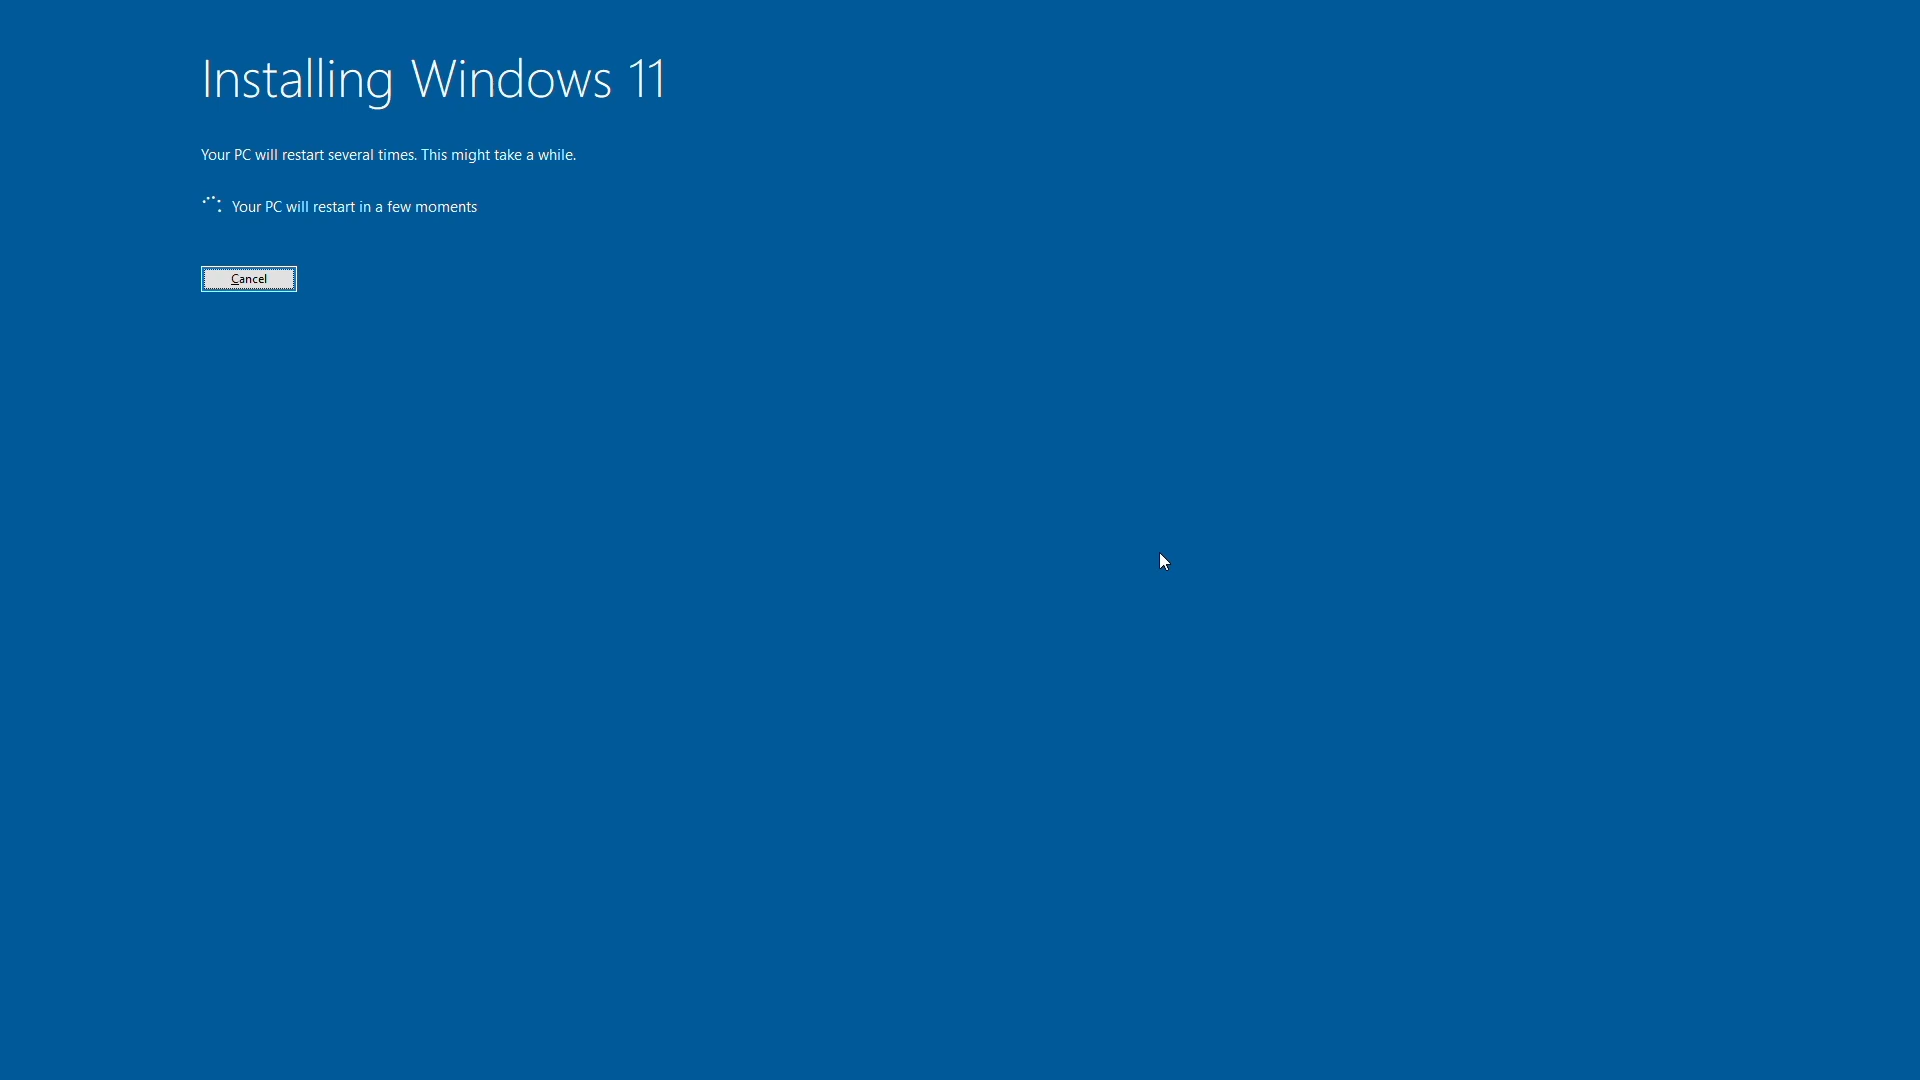 Installing Windows 11
Your PC will restart several times. This might take a while.
Your PC will restart in a few moments
Cancel